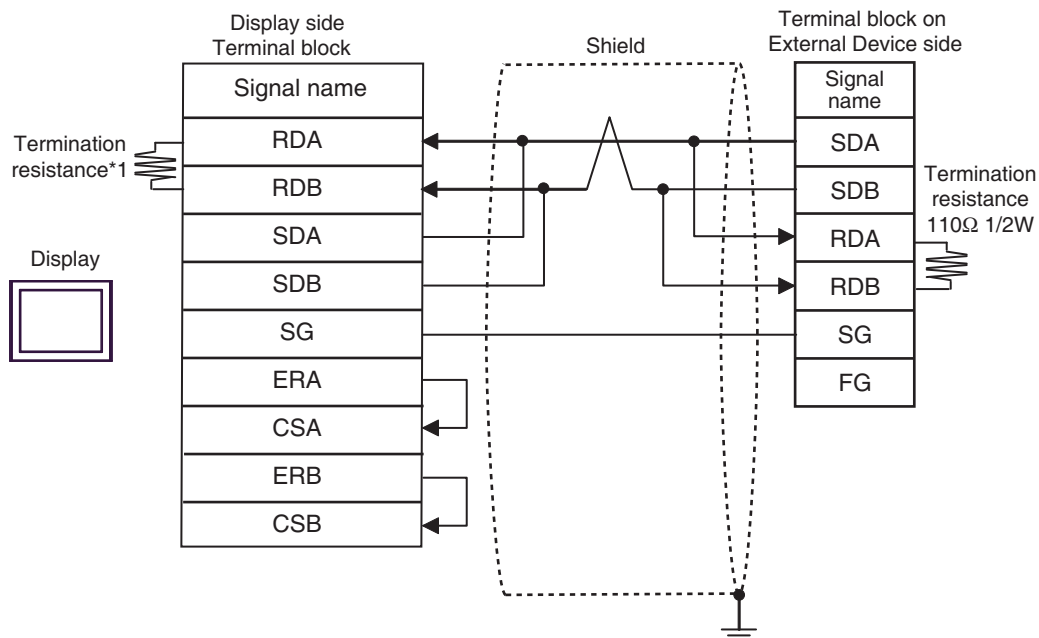 Display side
Terminal block
Shield
Terminal block on
External Device side
Signal name
Signal
name
Termination
resistance*1
RDA
RDB
SDA
SDB
SG
ERA
CSA
ERB
CSB
Display
SDA
SDB
RDA
RDB
SG
FG
Termination
resistance
110Ω 1/2W